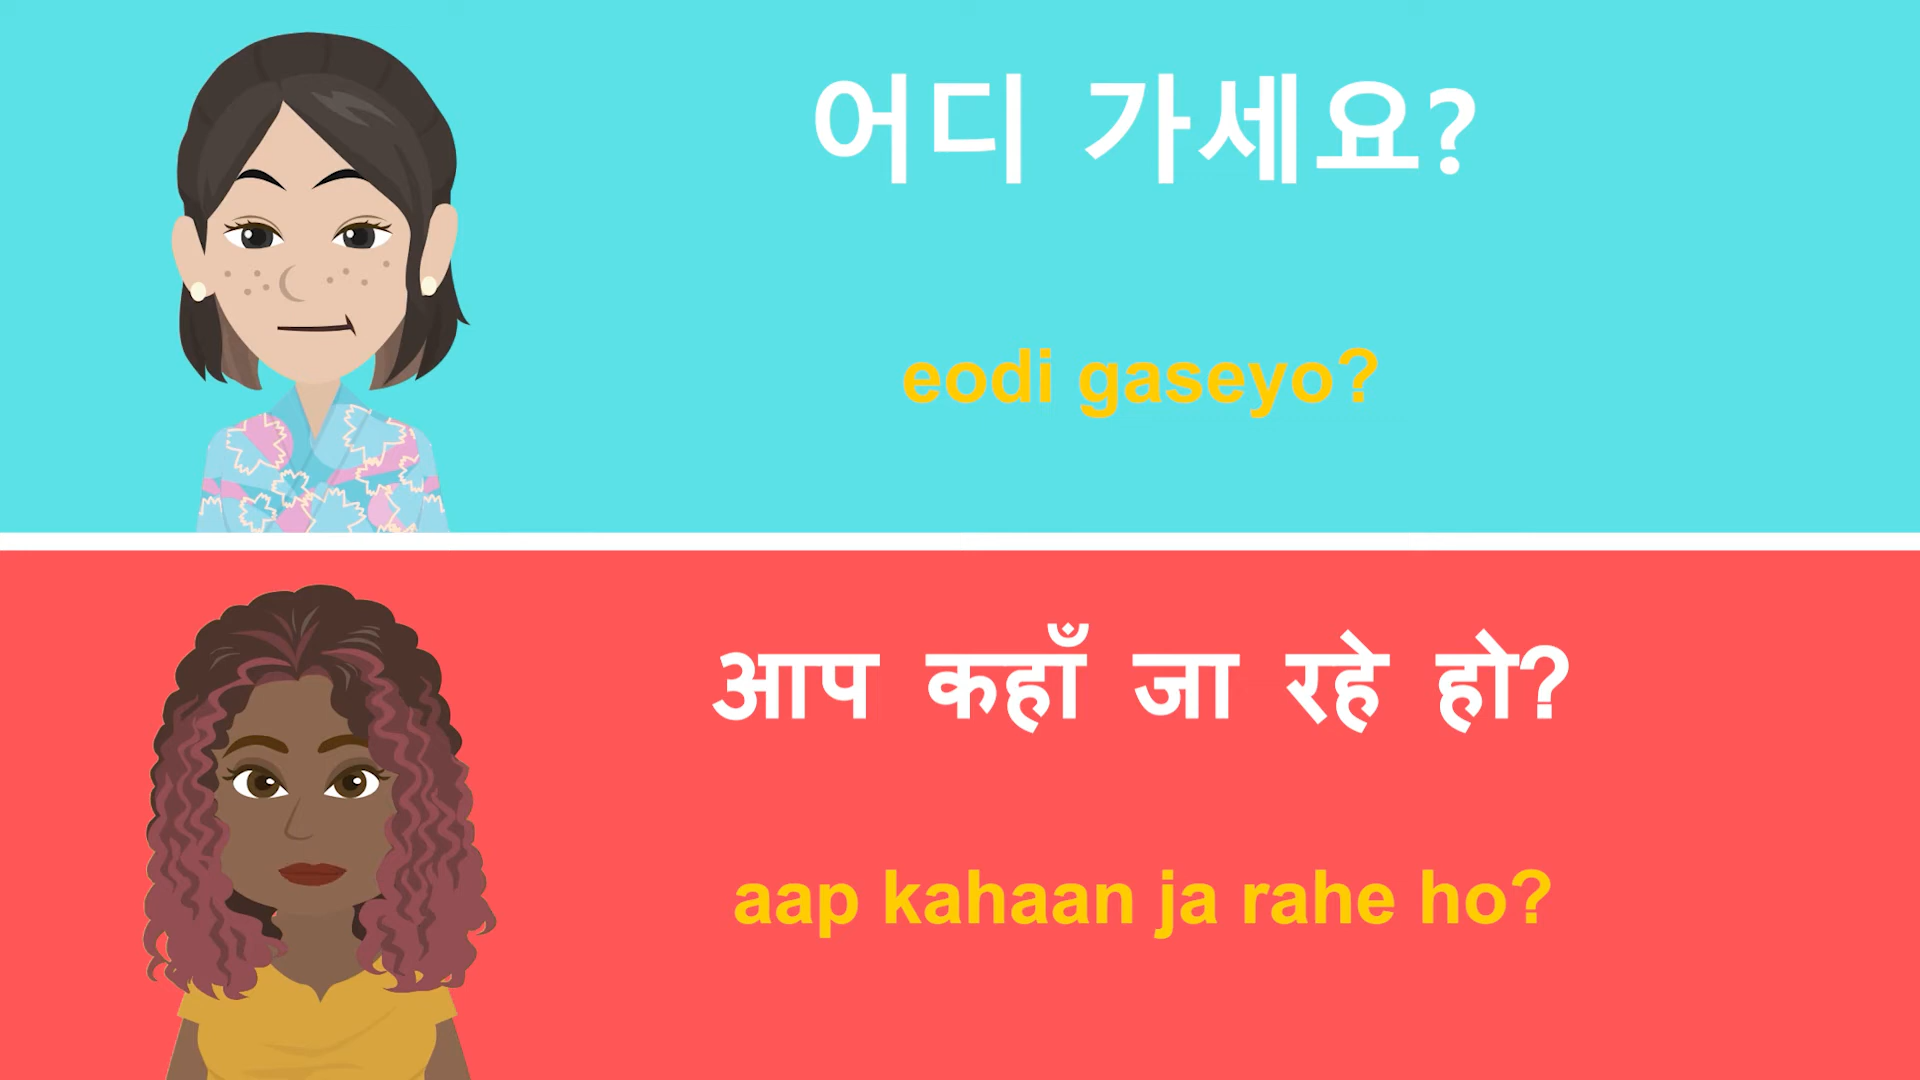 어디 가세요?
eodi gaseyo?
आप कहाँ जा रहे हो?
aap kahaan ja rahe ho?